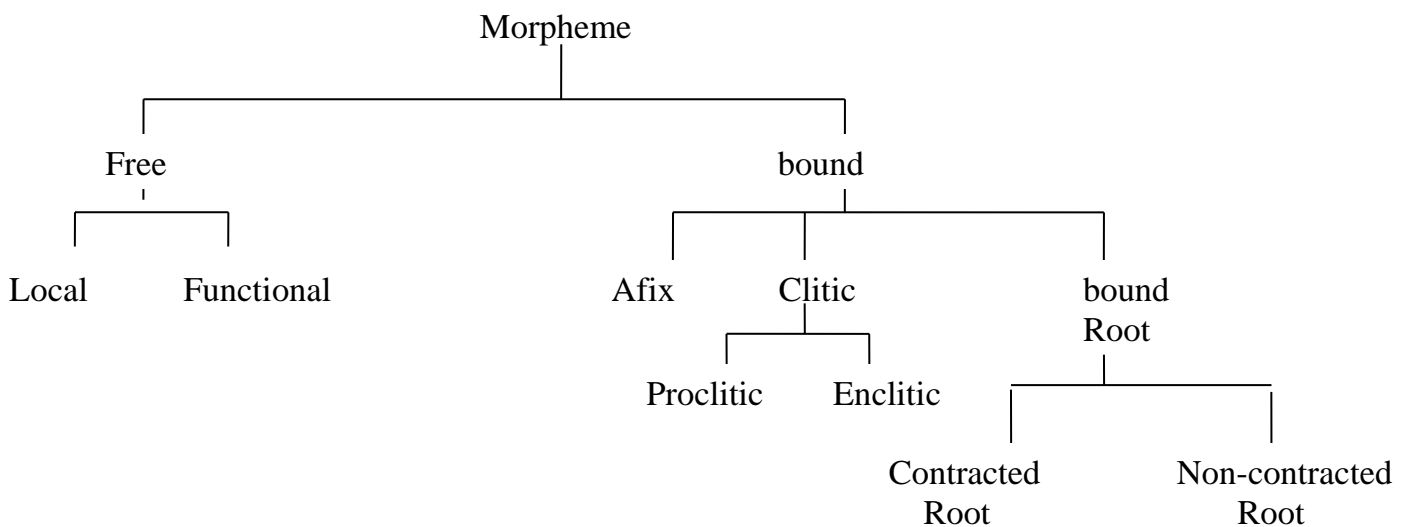 Morpheme
Free bound
Local Functional Afix Clitic bound
Root
Proclitic Enclitic
Contracted Non-contracted
Root Root